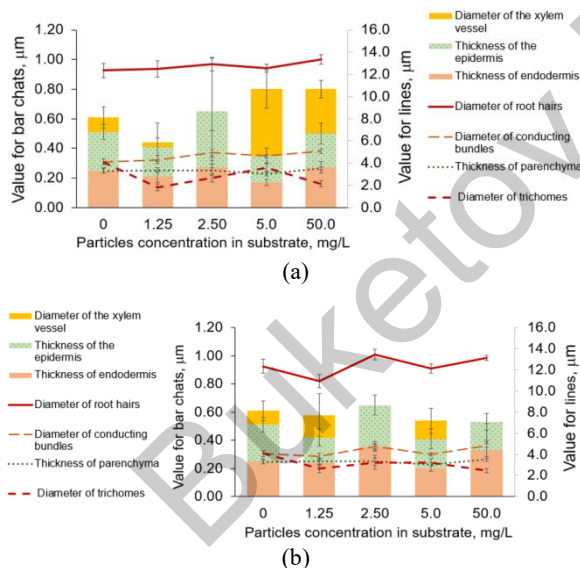 1.20
1.00
0.80
0.60
0.40
0.20
0.00
Value for bar chats, µm
16.0
14.0
12.0
10.0
8.0
6.0
4.0
2.0
0.0
Value for lines, µm
0 1.25 2.50 5.0 50.0
Particles concentration in substrate, mg/L
Diameter of the xylem
vessel
Thickness of the
epidermis
Thickness of endodermis
Diameter of root hairs
Diameter of conducting
bundles
Thickness of parenchyma
Diameter of trichomes
(a)
Diameter of the xylem
vessel
Thickness of the
epidermis
Thickness of endodermis
Diameter of root hairs
Diameter of conducting
bundles
Thickness of parenchyma
Diameter of trichomes
1.20
1.00
0.80
0.60
0.40
0.20
0.00
Value for bar chats, µm
16.0
14.0
12.0
10.0
8.0
6.0
4.0
2.0
0.0
Value for lines, µm
0 1.25 2.50 5.0 50.0
Particles concentration in substrate, mg/L
(b)
Buketov